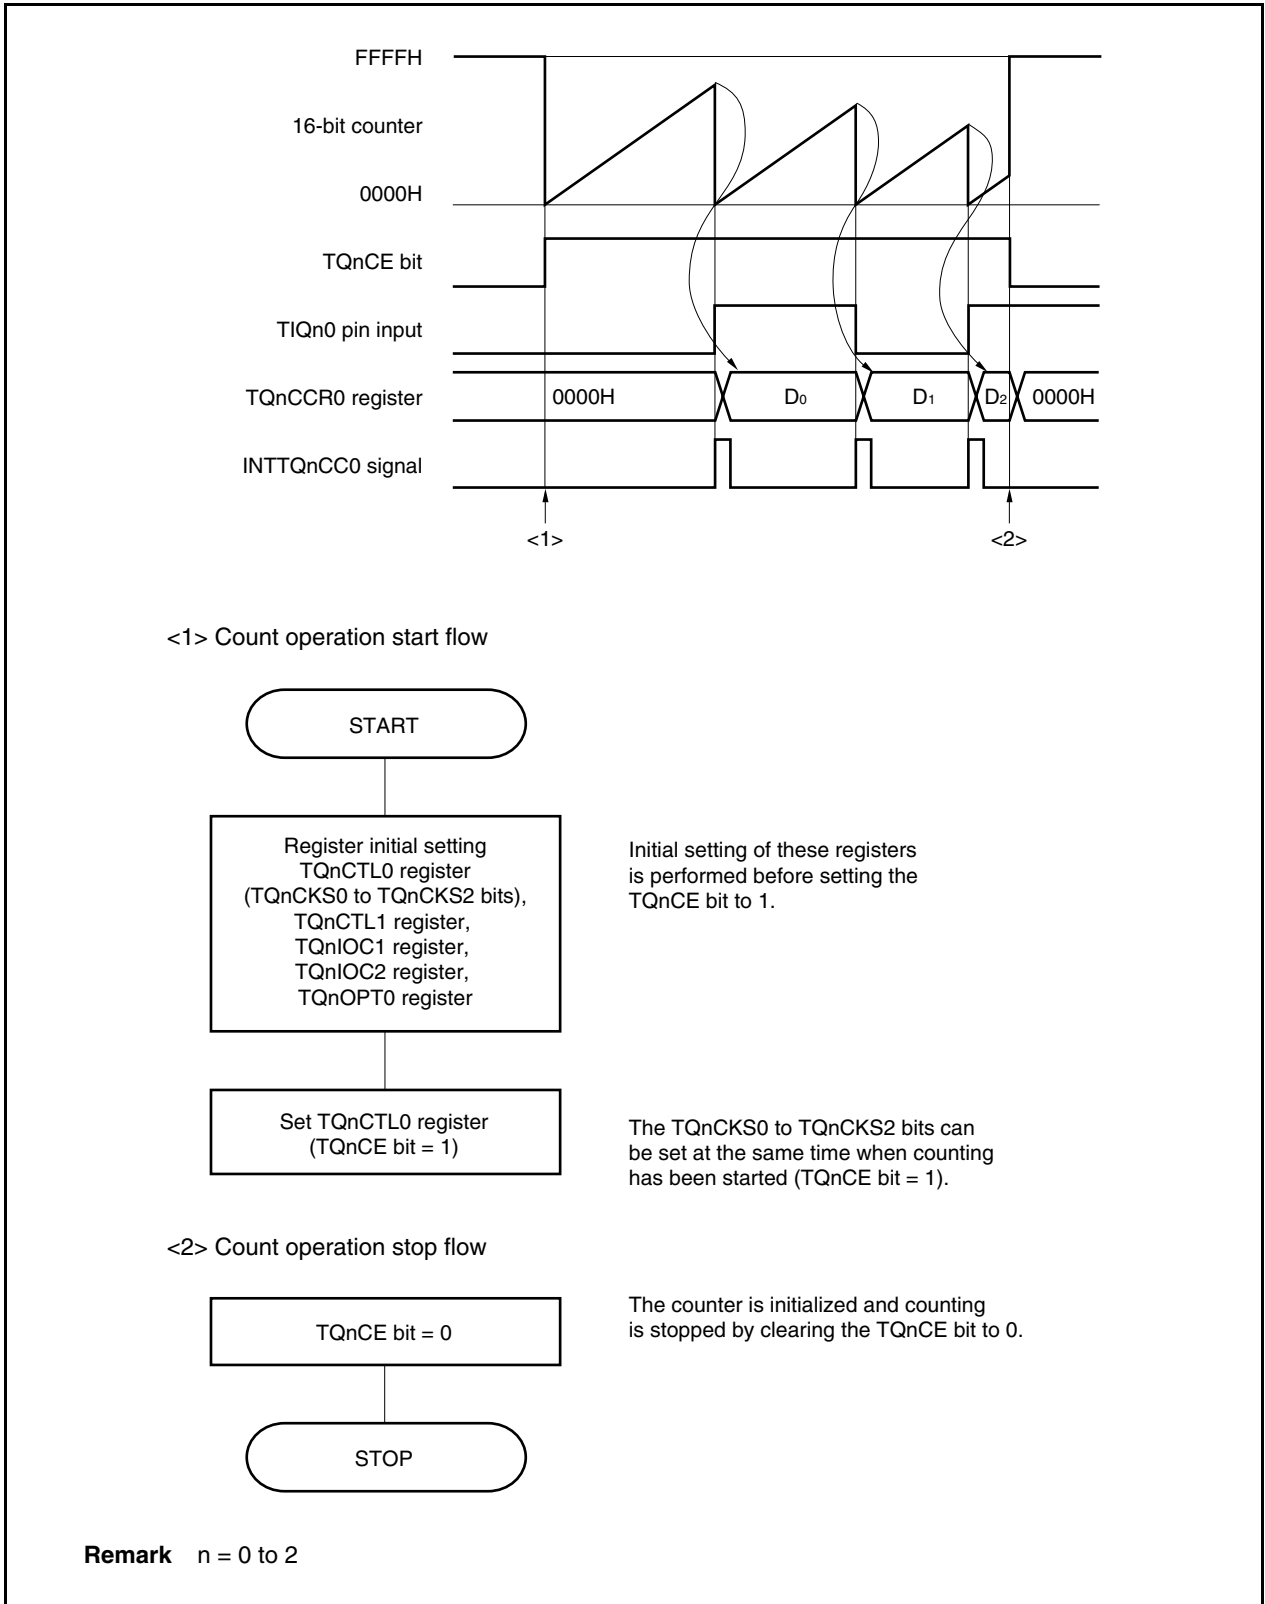 FFFFH
16-bit counter
0000H
TQnCE bit
TIQn0 pin input
TQnCCR0 register
0000H
D0
D1
D2
0000H
INTTQnCC0 signal
<1>
<2>
<1> Count operation start flow
START
Register initial setting
TQnCTL0 register
(TQnCKS0 to TQnCKS2 bits),
TQnCTL1 register,
TQnIOC1 register,
TQnIOC2 register,
TQnOPT0 register
Initial setting of these registers
is performed before setting the
TQnCE bit to 1.
Set TQnCTL0 register
(TQnCE bit = 1)
The TQnCKS0 to TQnCKS2 bits can
be set at the same time when counting
has been started (TQnCE bit = 1).
<2> Count operation stop flow
TQnCE bit = 0
The counter is initialized and counting
is stopped by clearing the TQnCE bit to 0.
STOP
Remark n = 0 to 2